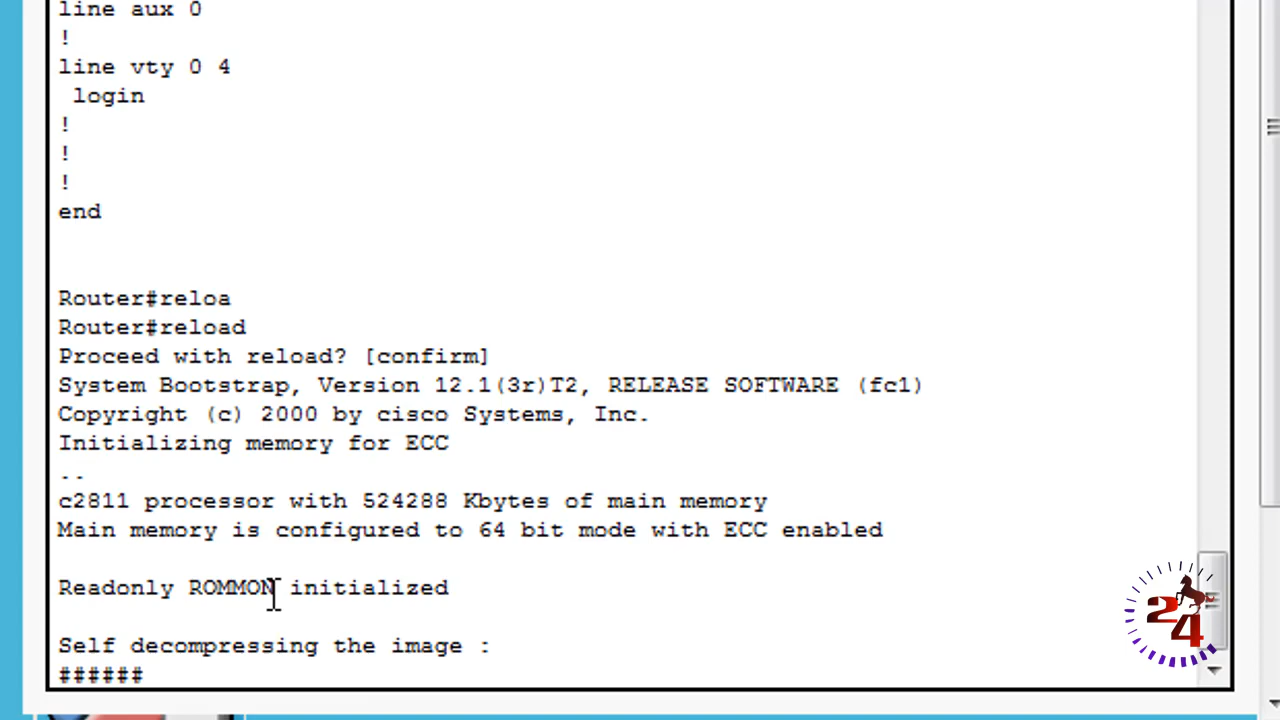 line aux 0
!
line vty 0 4
login
!
!
!
end
Router#reloa
Router#reload
Proceed with reload? [confirm]
System Bootstrap, Version 12.1(3r)T2, RELEASE SOFTWARE (fc1)
Copyright (c) 2000 by cisco Systems, Inc.
Initializing memory for ECC
..
c2811 processor with 524288 Kbytes of main memory
Main memory is configured to 64 bit mode with ECC enabled
Readonly ROMMON initialized
Self decompressing the image :
######
24